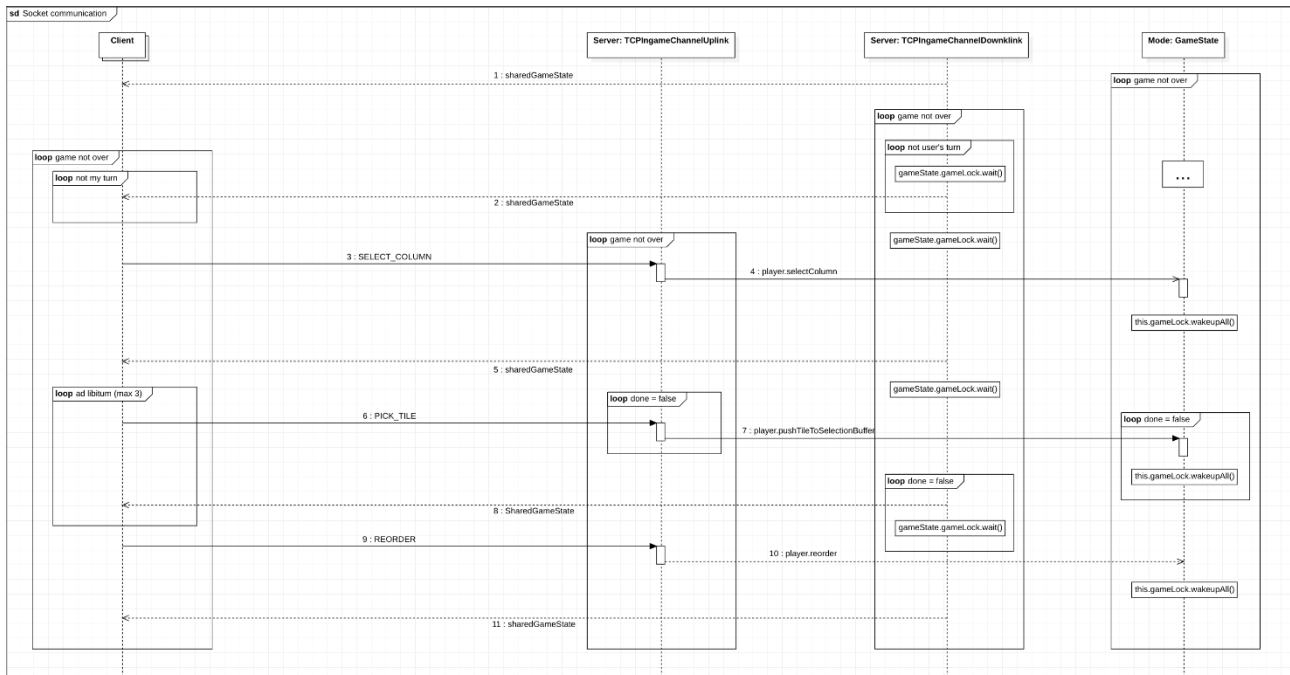 sd Socket communication
Client
Server: TCPIngameChannelUplink
Server: TCPIngameChannelDownklink
Mode: GameState
1 : sharedGameState
loop game not over
loop game not over
loop not user's turn
loop game not over
gameState.gameLock.wait()
loop not my turn
...
2 : sharedGameState
loop game not over
gameState.gameLock.wait()
3 : SELECT_COLUMN
4 : player.selectColumn
this.gameLock.wakeupAll()
5 : sharedGameState
loop ad libitum (max 3)
gameState.gameLock.wait()
loop done = false
6 : PICK_TILE
loop done = false
7 : player.pushTileToSelectionBuffer
this.gameLock.wakeupAll()
loop done = false
8 : SharedGameState
gameState.gameLock.wait()
9 : REORDER
10 : player.reorder
this.gameLock.wakeupAll()
11 : sharedGameState